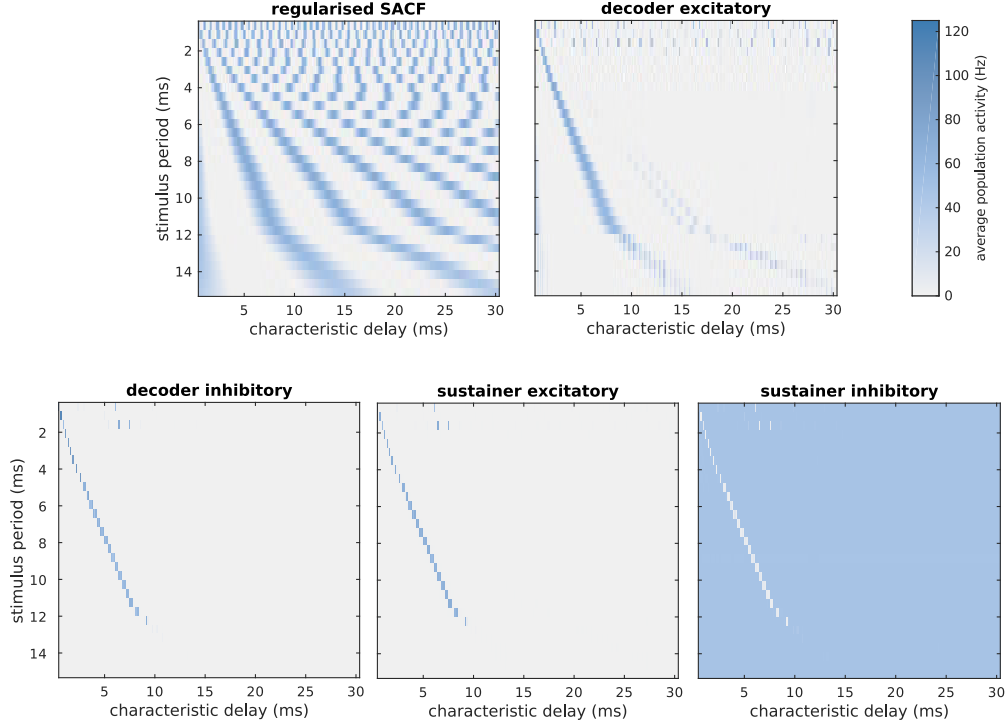 regularised SACF
decoder excitatory
2
4
6
8
10
12
14
stimulus period (ms)
5 10 15 20 25 30
characteristic delay (ms)
5 10 15 20 25 30
characteristic delay (ms)
120
100
80
60
40
20
0
average population activity (Hz)
decoder inhibitory
sustainer excitatory
sustainer inhibitory
2
4
6
8
10
12
14
stimulus period (ms)
5 10 15 20 25 30
characteristic delay (ms)
5 10 15 20 25 30
characteristic delay (ms)
5 10 15 20 25 30
characteristic delay (ms)